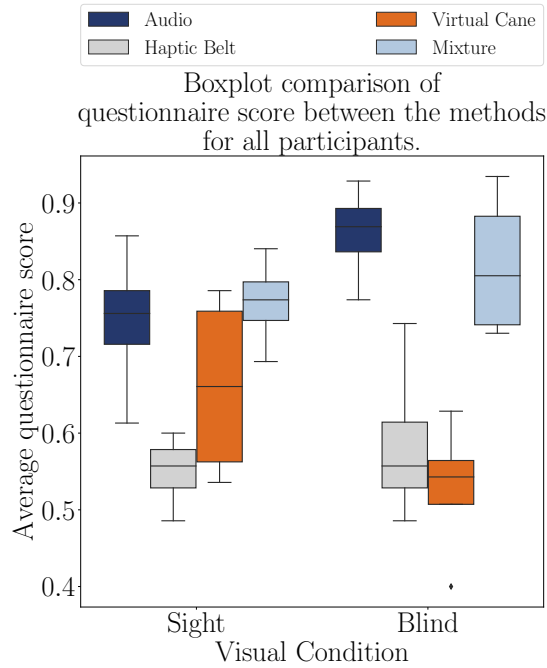 Audio
Haptic Belt
Virtual Cane
Mixture
Boxplot comparison of
questionnaire score between the methods
for all participants.
Average questionnaire score
0.9
0.8
0.7
0.6
0.5
0.4
Sight
Blind
Visual Condition